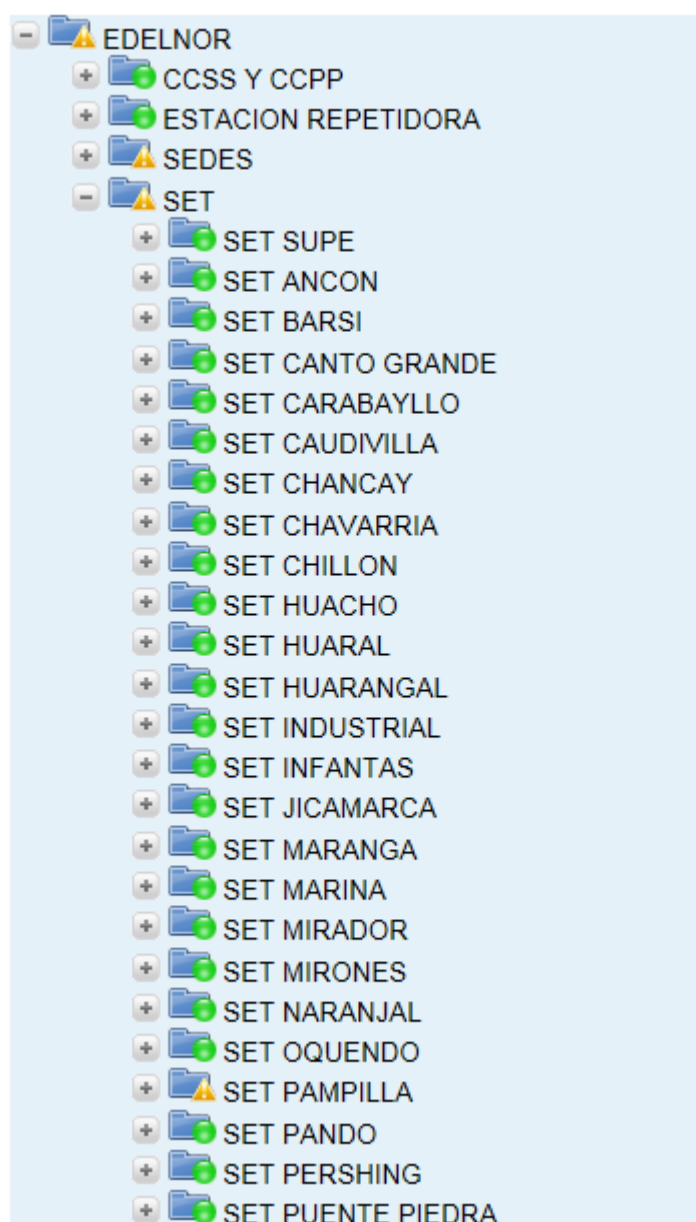 EDELNOR
CCSS Y CCPP
ESTACION REPETIDORA
SEDES
SET
SET SUPE
SET ANCON
SET BARSI
SET CANTO GRANDE
SET CARABAYLLO
SET CAUDIVILLA
SET CHANCAY
SET CHAVARRIA
SET CHILLON
SET HUACHO
SET HUARAL
SET HUARANGAL
SET INDUSTRIAL
SET INFANTAS
SET JICAMARCA
SET MARANGA
SET MARINA
SET MIRADOR
SET MIRONES
SET NARANJAL
SET OQUENDO
SET PAMPILLA
SET PANDO
SET PERSHING
SET PUENTE PIEDRA